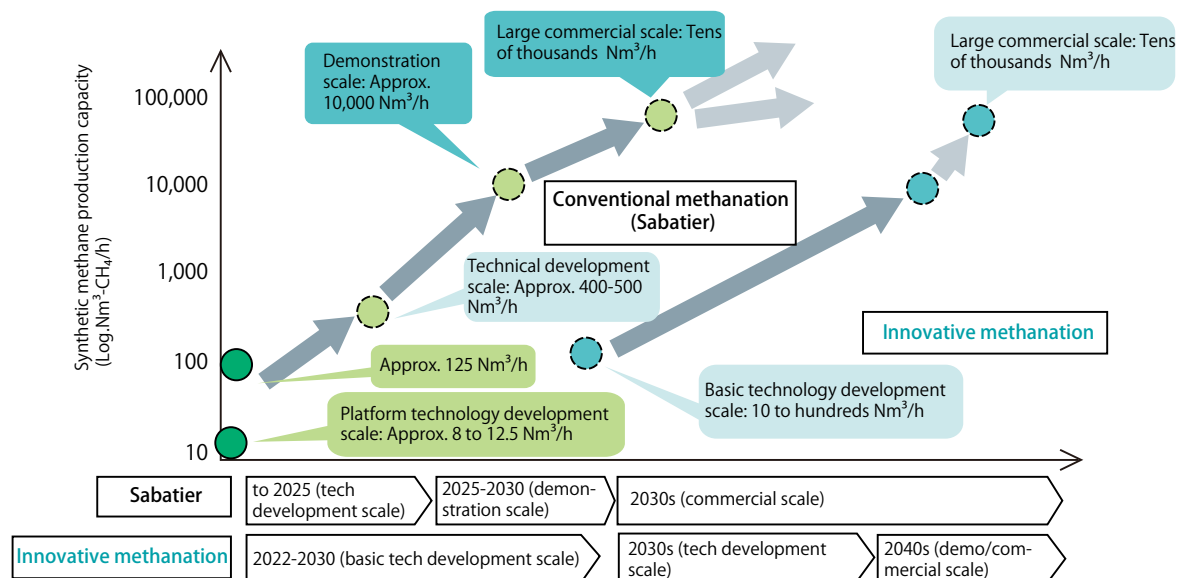 Large commercial scale: Tens
of thousands Nm³/h
Large commercial scale: Tens
of thousands Nm³/h
Demonstration
scale: Approx.
10,000 Nm³/h
Synthetic methane production capacity
(Log.Nm³-CH₄/h)
100,000
10,000
1,000
100
10
Conventional methanation
(Sabatier)
Technical development
scale: Approx. 400-500
Nm³/h
Innovative methanation
Approx. 125 Nm³/h
Basic technology development
scale: 10 to hundreds Nm³/h
Platform technology development
scale: Approx. 8 to 12.5 Nm³/h
Sabatier
to 2025 (tech
development scale)
2025-2030 (demon-
stration scale)
2030s (commercial scale)
Innovative methanation
2022-2030 (basic tech development scale)
2030s (tech development
scale)
2040s (demo/com-
mercial scale)